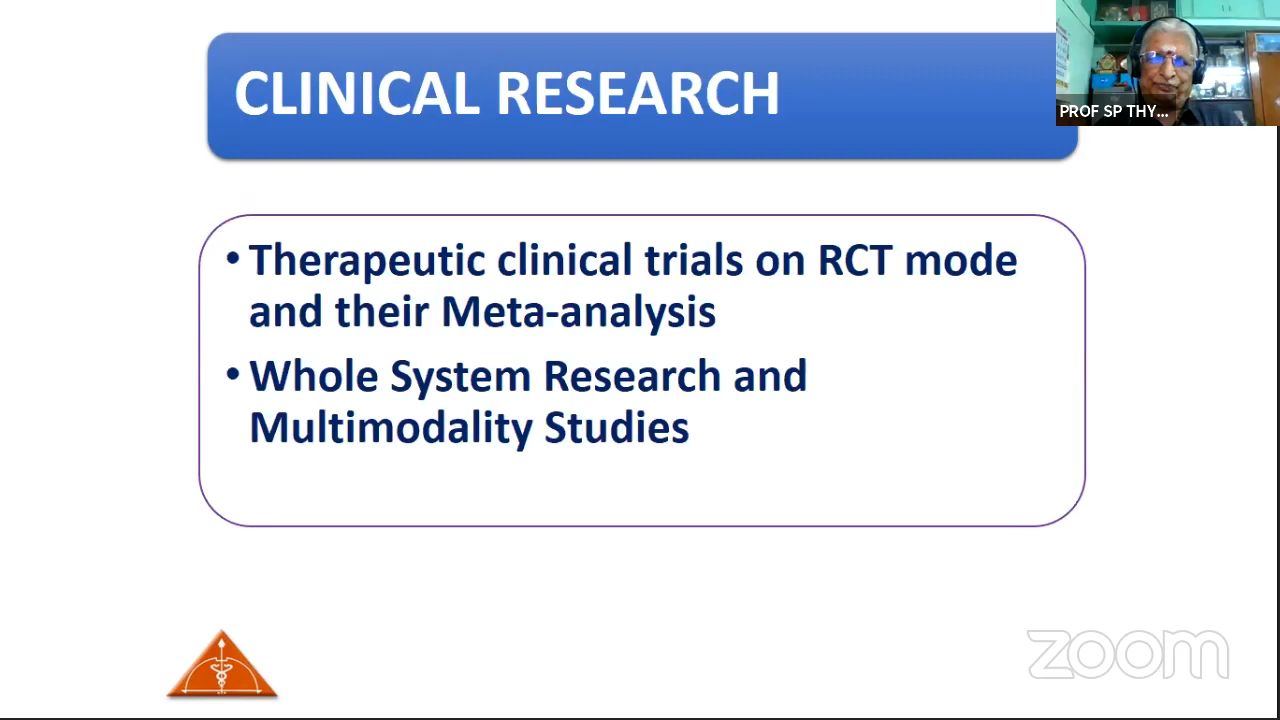 CLINICAL RESEARCH
PROF SP THY...
• Therapeutic clinical trials on RCT mode
and their Meta-analysis
• Whole System Research and
Multimodality Studies
zoom